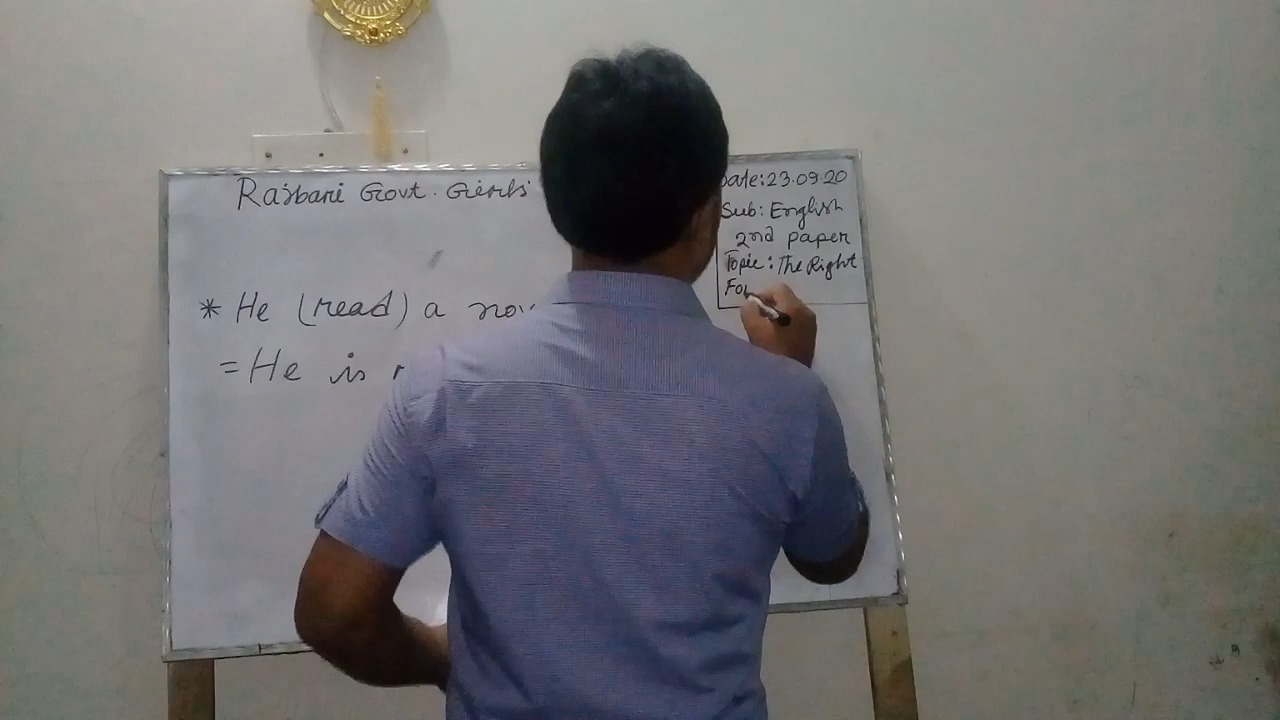 Rajbari Govt. Girls'
Date: 23.09.20
Sub: English
2nd paper
Topic: The Right
For
* He (read) a nov
= He is r